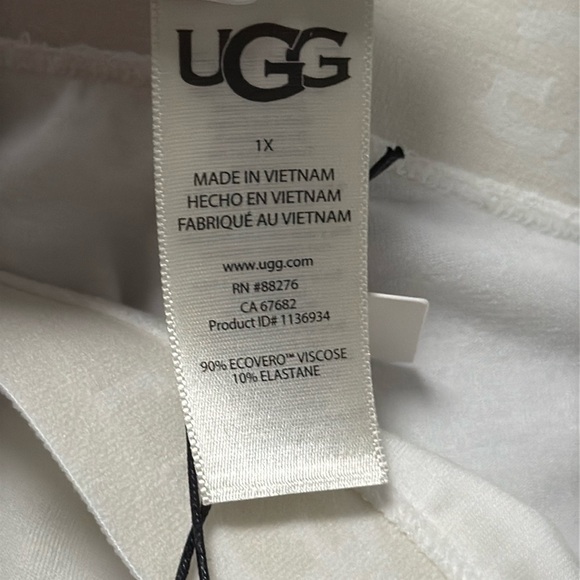 UGG
1X
MADE IN VIETNAM
HECHO EN VIETNAM
FABRIQUÉ AU VIETNAM
www.ugg.com
RN #88276
CA 67682
Product ID# 1136934
90% ECOVERO™ VISCOSE
10% ELASTANE